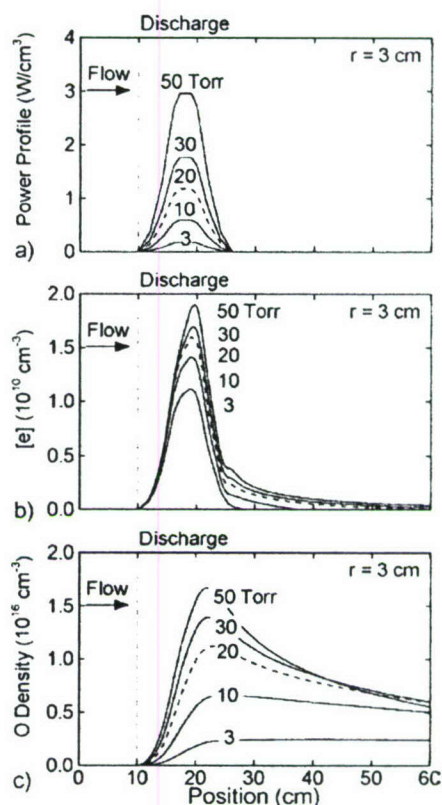 Discharge
a)
Power Profile (W/cm³)
4
3
2
1
0
Flow
r = 3 cm
50 Torr
30
20
10
3
Discharge
b)
[e] (10¹⁰ cm⁻³)
2.0
1.5
1.0
0.5
0.0
Flow
r = 3 cm
50 Torr
30
20
10
3
Discharge
c)
O Density (10¹⁶ cm⁻³)
2.0
1.5
1.0
0.5
0.0
Flow
r = 3 cm
50 Torr
30
20
10
3
0 10 20 30 40 50 60
Position (cm)